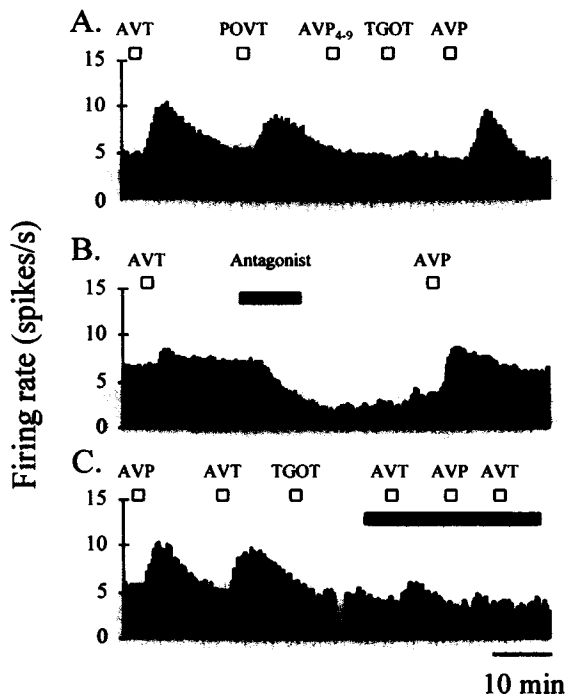 A.
AVT POVT AVP4-9 TGOT AVP
15
10
5
0
B.
AVT Antagonist AVP
15
10
5
0
C.
AVP AVT TGOT AVT AVP AVT
15
10
5
0
Firing rate (spikes/s)
10 min